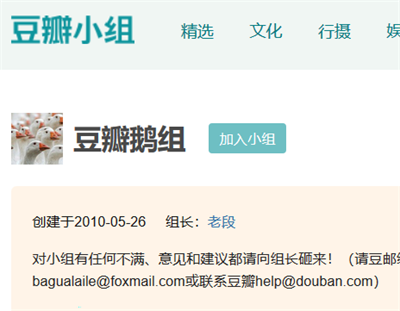 豆瓣小组 精选 文化 行摄
豆瓣鹅组 加入小组
创建于2010-05-26 组长：老段
对小组有任何不满、意见和建议都请向组长砸来！（请豆邮
bagualaile@foxmail.com或联系豆瓣help@douban.com）